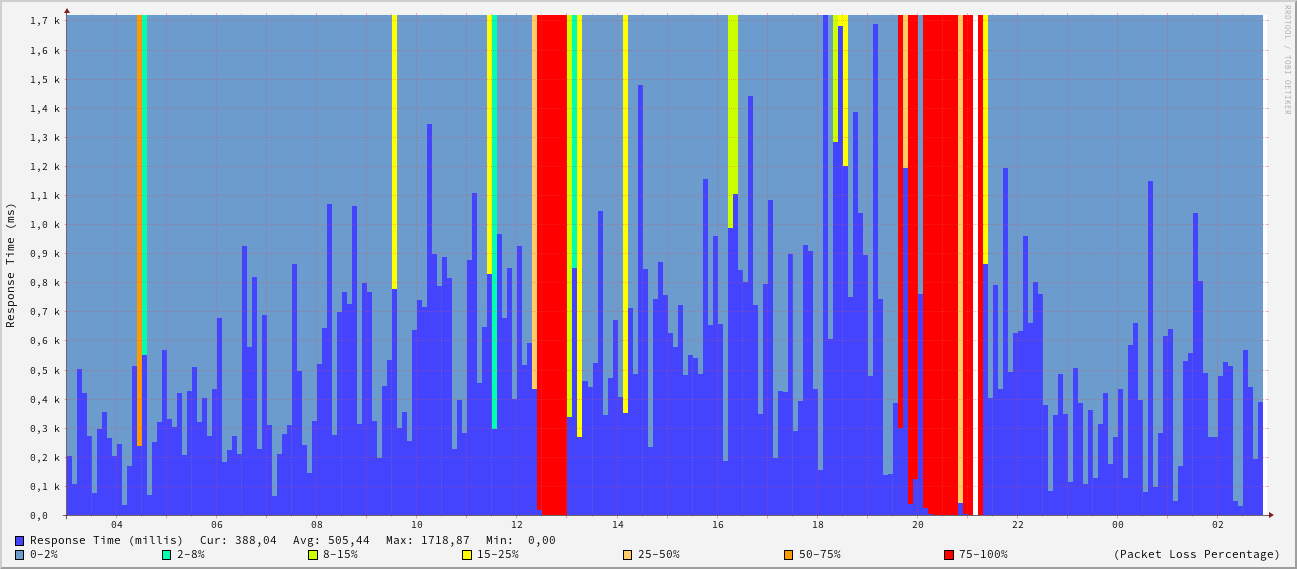 RRDTOOL / TOBI OETIKER
Response Time (ms)
1,7 k
1,6 k
1,5 k
1,4 k
1,3 k
1,2 k
1,1 k
1,0 k
0,9 k
0,8 k
0,7 k
0,6 k
0,5 k
0,4 k
0,3 k
0,2 k
0,1 k
0,0
04 06 08 10 12 14 16 18 20 22 00 02
Response Time (millis) Cur: 388,04 Avg: 505,44 Max: 1718,87 Min: 0,00
0-2% 2-8% 8-15% 15-25% 25-50% 50-75% 75-100% (Packet Loss Percentage)